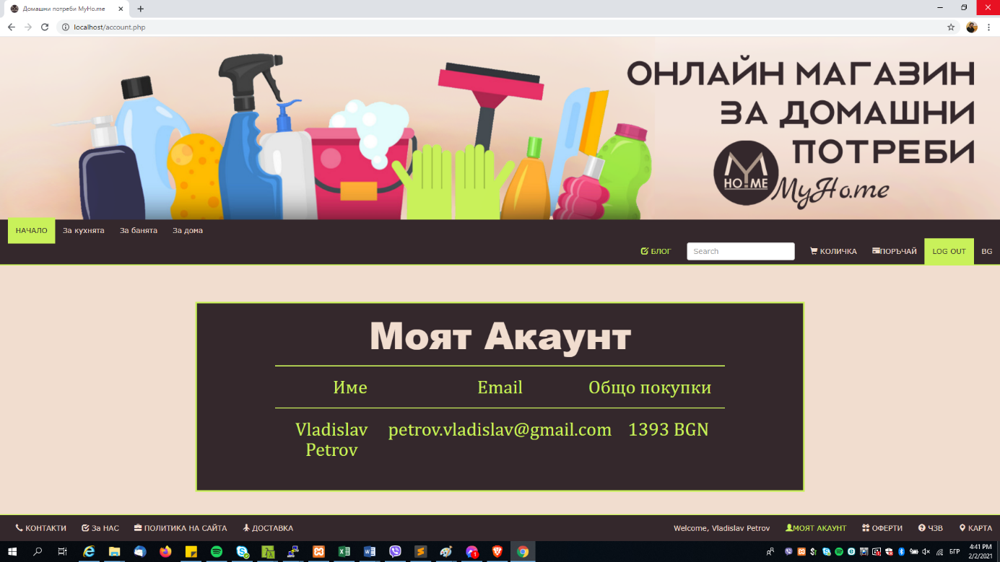 Домашни потреби MyHo.me
localhost/account.php
ОНЛАЙН МАГАЗИН
ЗА ДОМАШНИ
ПОТРЕБИ
MY
HO.ME
MyHo.me
НАЧАЛО За кухнята За банята За дома
БЛОГ Search КОЛИЧКА ПОРЪЧАЙ LOG OUT BG
Моят Акаунт
Име Email Общо покупки
Vladislav petrov.vladislav@gmail.com 1393 BGN
Petrov
КОНТАКТИ За НАС ПОЛИТИКА НА САЙТА ДОСТАВКА Welcome, Vladislav Petrov МОЯТ АКАУНТ ОФЕРТИ ЧЗВ КАРТА
БГР 4:41 PM
2/2/2021